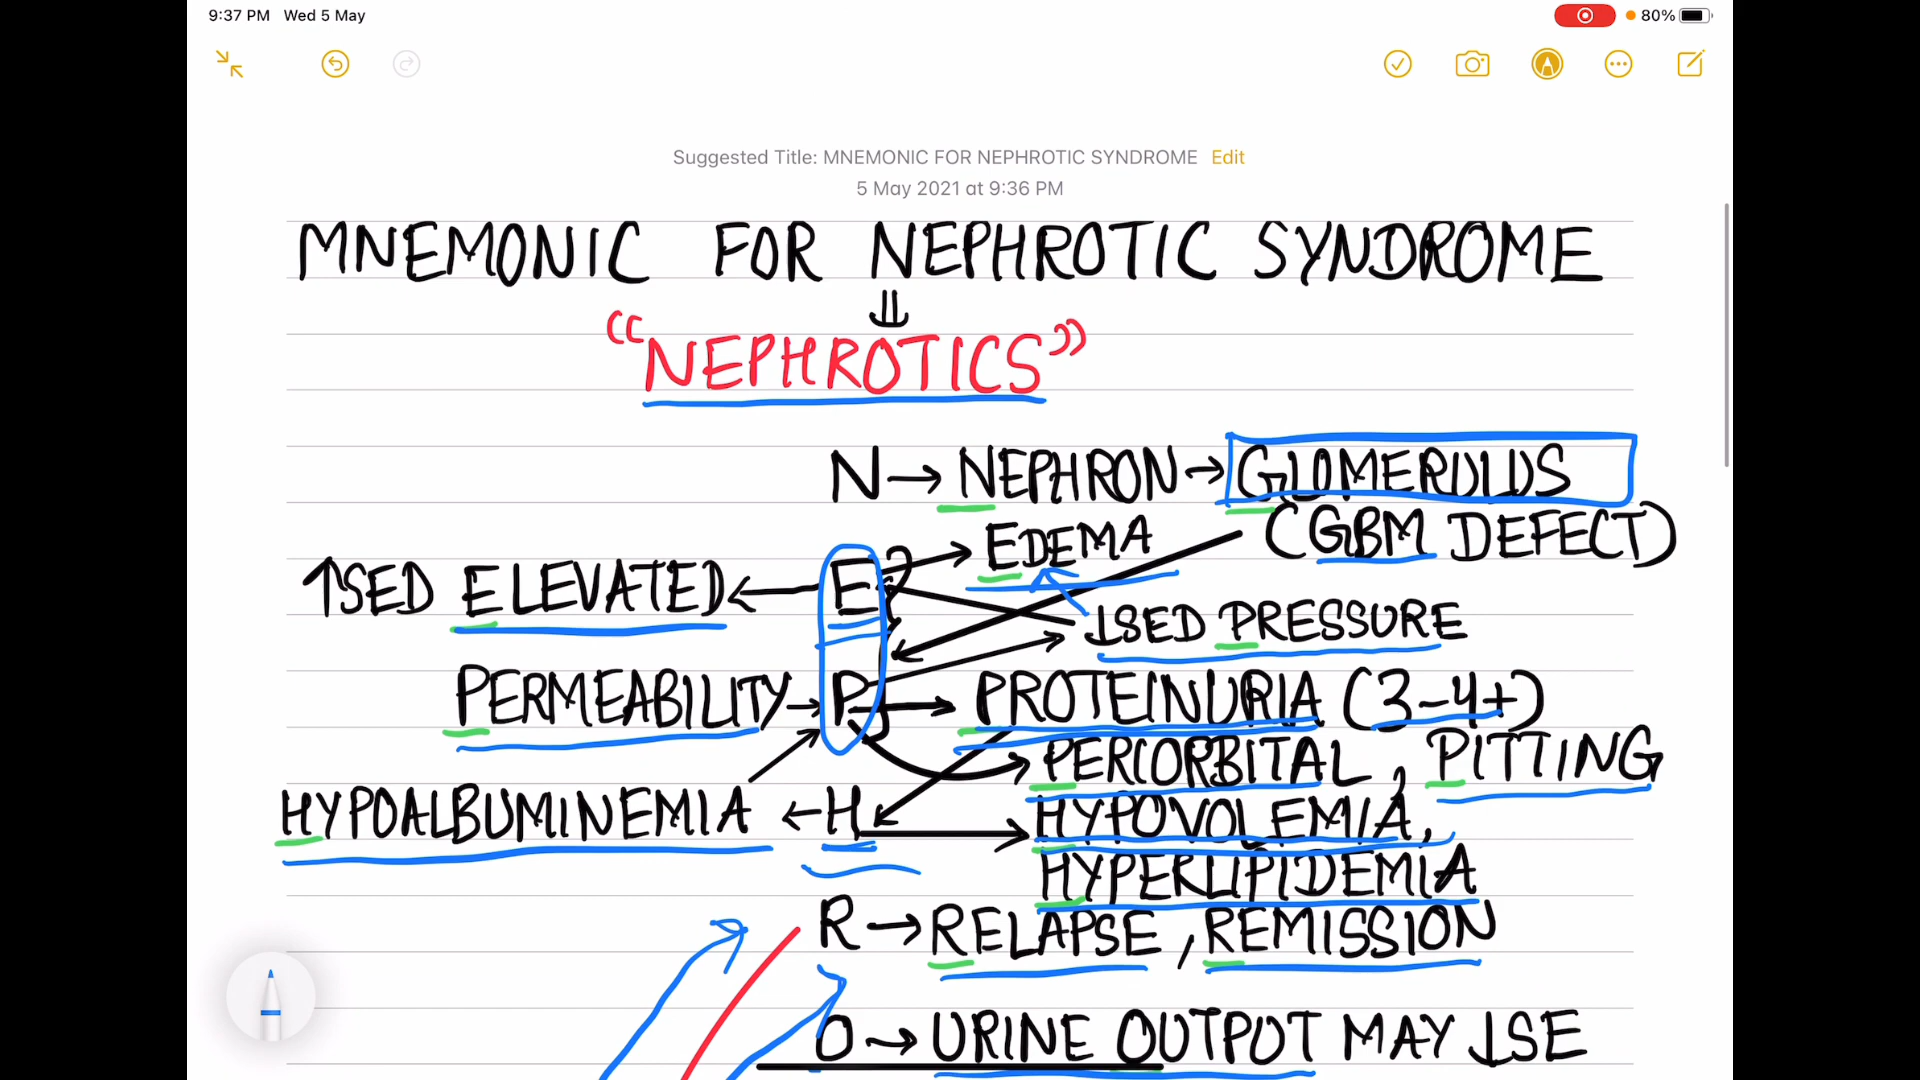 9:37 PM Wed 5 May 80%
Suggested Title: MNEMONIC FOR NEPHROTIC SYNDROME Edit
5 May 2021 at 9:36 PM
MNEMONIC FOR NEPHROTIC SYNDROME
⇓
"NEPHROTICS"
N → NEPHRON → GLOMERULUS
(GBM DEFECT)
↑SED ELEVATED ← E → EDEMA
↓SED PRESSURE
PERMEABILITY → P → PROTEINURIA (3-4+)
PERIORBITAL, PITTING
HYPOALBUMINEMIA ← H → HYPOVOLEMIA,
HYPERLIPIDEMIA
R → RELAPSE, REMISSION
O → URINE OUTPUT MAY ↓SE